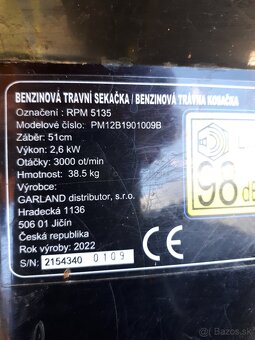 BENZINOVÁ TRAVNÍ SEKAČKA / BENZINOVÁ TRÁVNA KOSAČKA
Označení : RPM 5135
Modelové číslo: PM12B1901009B
Záběr: 51cm
Výkon: 2,6 kW
Otáčky: 3000 ot/min
Hmotnost: 38.5 kg
Výrobce:
GARLAND distributor, s.r.o.
Hradecká 1136
506 01 Jičín
Česká republika
Rok výroby: 2022
S/N: 2154340 0109
CE
L
98
dB
© Bazos.sk